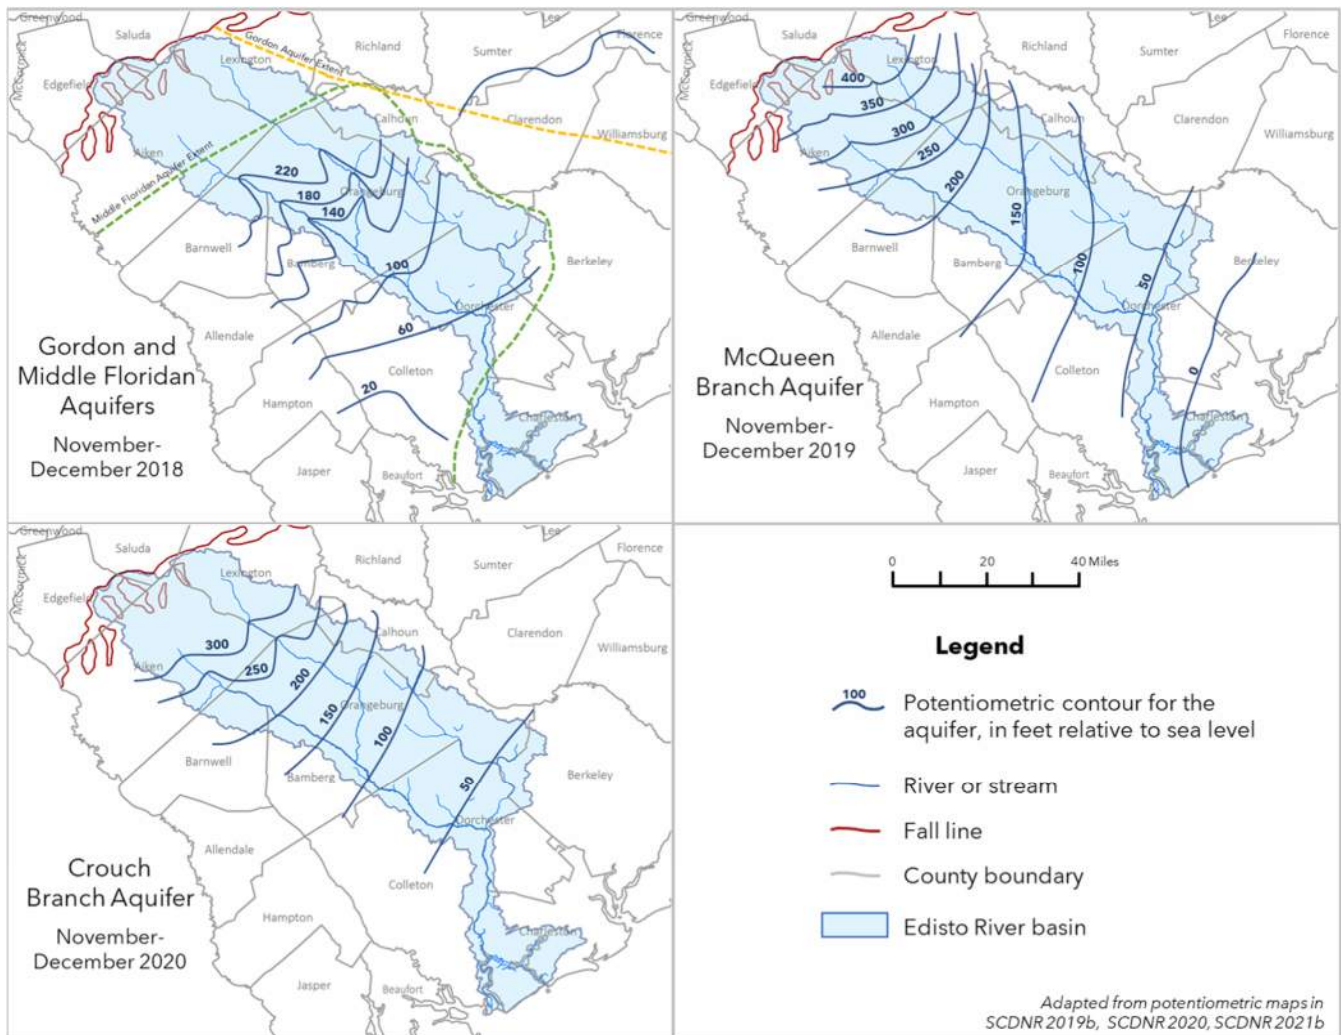 Greenwood
Saluda
Lee
Florence
McCormick
Edgefield
Lexington
Gordon Aquifer Extent
Richland
Sumter
Calhoun
Clarendon
Williamsburg
Aiken
Middle Floridan Aquifer Extent
220
180
Orangeburg
140
Barnwell
Bamberg
100
Berkeley
Dorchester
Allendale
60
Colleton
20
Hampton
Charleston
Jasper
Beaufort
Gordon and
Middle Floridan
Aquifers
November-
December 2018
Greenwood
Saluda
Lee
Florence
McCormick
Edgefield
Lexington
Richland
Sumter
400
350
Calhoun
Clarendon
300
Williamsburg
Aiken
250
200
Orangeburg
150
Barnwell
Bamberg
100
Berkeley
50
Dorchester
Allendale
Colleton
0
Hampton
Charleston
Jasper
Beaufort
McQueen
Branch Aquifer
November-
December 2019
Greenwood
Saluda
Lee
Florence
McCormick
Edgefield
Lexington
Richland
Sumter
Calhoun
Clarendon
300
Williamsburg
Aiken
250
200
Orangeburg
150
100
Barnwell
Bamberg
Berkeley
50
Dorchester
Allendale
Colleton
Hampton
Charleston
Jasper
Beaufort
Crouch
Branch Aquifer
November-
December 2020
0 20 40 Miles
Legend
100
Potentiometric contour for the
aquifer, in feet relative to sea level
River or stream
Fall line
County boundary
Edisto River basin
Adapted from potentiometric maps in
SCDNR 2019b, SCDNR 2020, SCDNR 2021b